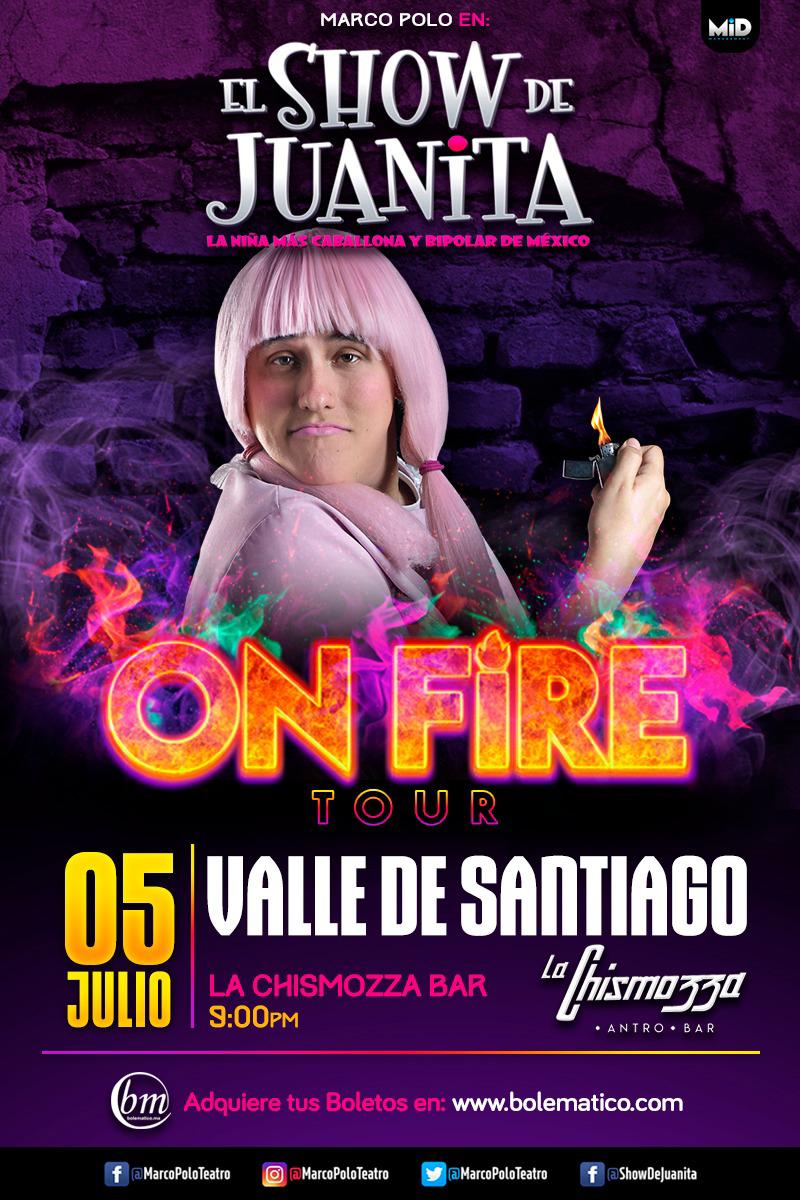 MARCO POLO EN:
MiD
EL SHOW DE
JUANiTA
LA NIÑA MÁS CABALLONA Y BIPOLAR DE MÉXICO
ON FiRE
TOUR
05
JULIO
VALLE DE SANTIAGO
LA CHISMOZZA BAR
9:00PM
La Chismozza
• ANTRO • BAR
bm
bolematico.mx
Adquiere tus Boletos en: www.bolematico.com
@MarcoPoloTeatro
@MarcoPoloTeatro
@MarcoPoloTeatro
@ShowDeJuanita